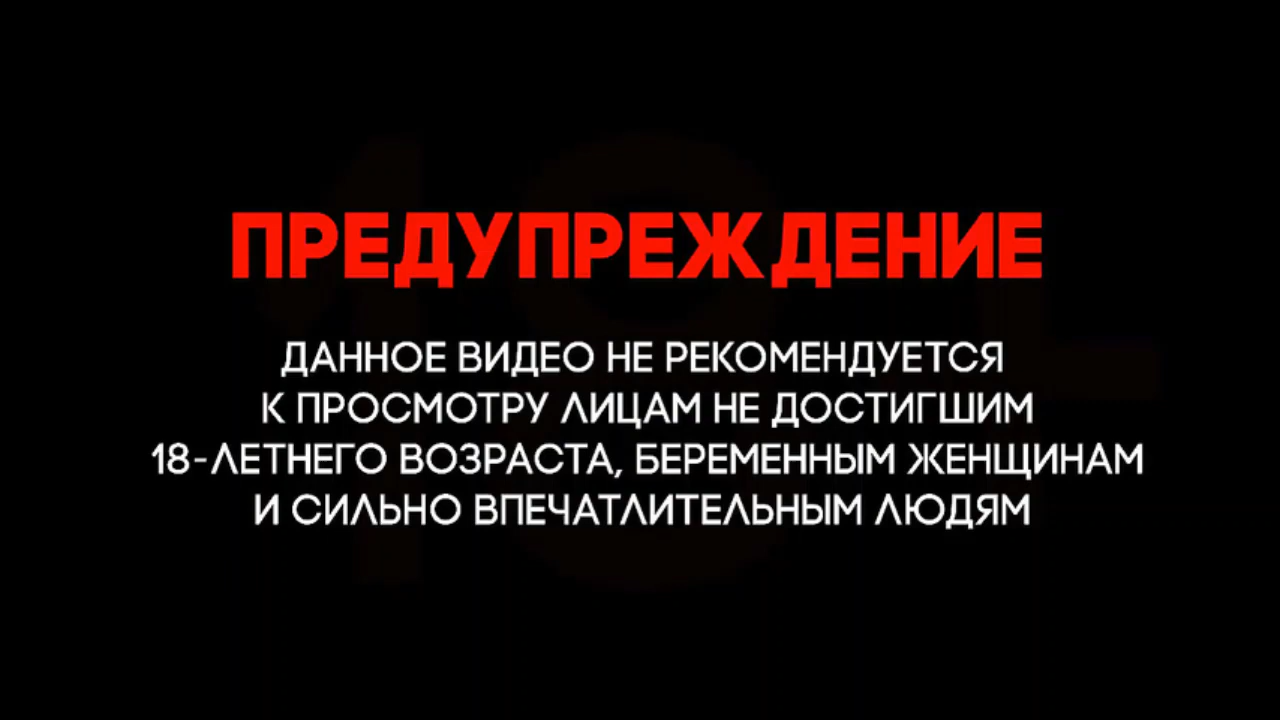 ПРЕДУПРЕЖДЕНИЕ
ДАННОЕ ВИДЕО НЕ РЕКОМЕНДУЕТСЯ
К ПРОСМОТРУ ЛИЦАМ НЕ ДОСТИГШИМ
18-ЛЕТНЕГО ВОЗРАСТА, БЕРЕМЕННЫМ ЖЕНЩИНАМ
И СИЛЬНО ВПЕЧАТЛИТЕЛЬНЫМ ЛЮДЯМ